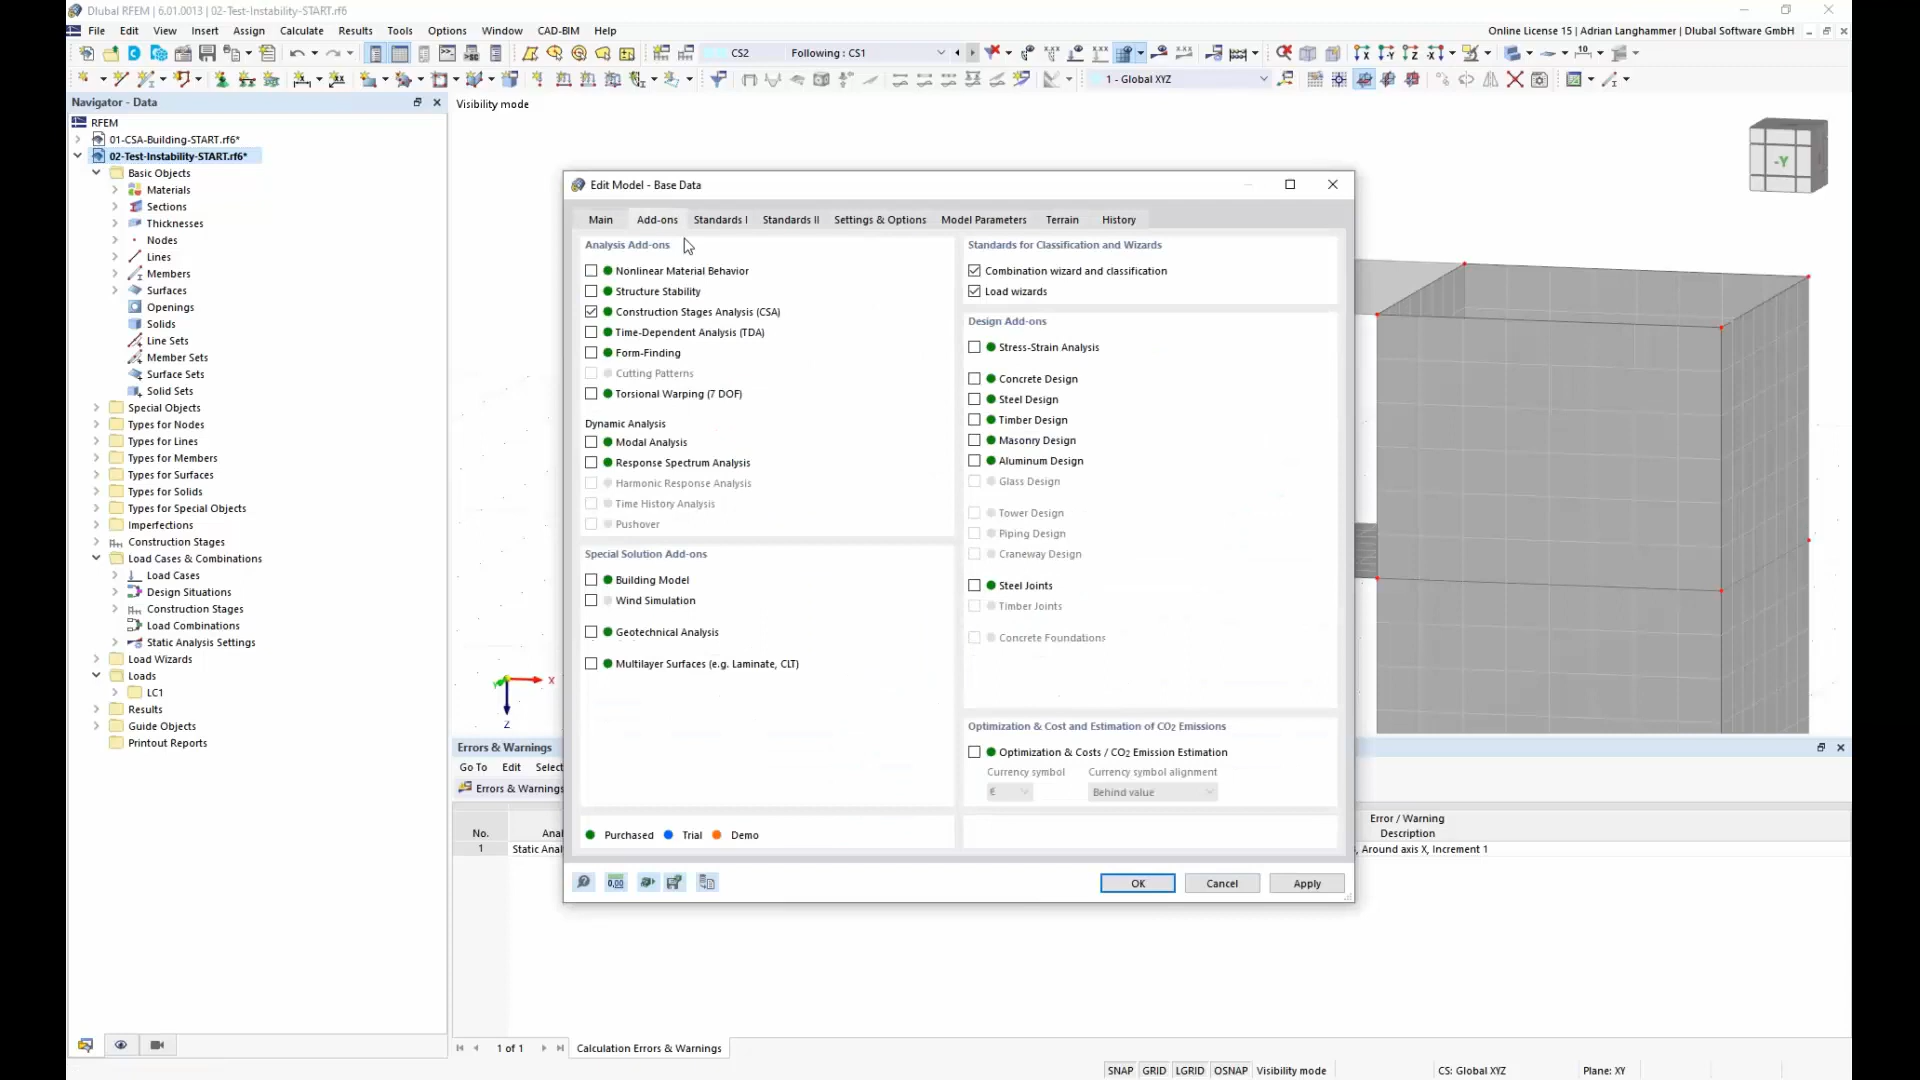 Dlubal RFEM | 6.01.0013 | 02-Test-Instability-START.rf6*
File Edit View Insert Assign Calculate Results Tools Options Window CAD-BIM Help
Online License 15 | Adrian Langhammer | Dlubal Software GmbH
CS2 Following : CS1
1 - Global XYZ
Navigator - Data
RFEM
01-CSA-Building-START.rf6*
02-Test-Instability-START.rf6*
Basic Objects
Materials
Sections
Thicknesses
Nodes
Lines
Members
Surfaces
Openings
Solids
Line Sets
Member Sets
Surface Sets
Solid Sets
Special Objects
Types for Nodes
Types for Lines
Types for Members
Types for Surfaces
Types for Solids
Types for Special Objects
Imperfections
Construction Stages
Load Cases & Combinations
Load Cases
Design Situations
Construction Stages
Load Combinations
Static Analysis Settings
Load Wizards
Loads
LC1
Results
Guide Objects
Printout Reports
Visibility mode
-Y
X
Y
Z
Edit Model - Base Data
Main Add-ons Standards I Standards II Settings & Options Model Parameters Terrain History
Analysis Add-ons
Nonlinear Material Behavior
Structure Stability
Construction Stages Analysis (CSA)
Time-Dependent Analysis (TDA)
Form-Finding
Cutting Patterns
Torsional Warping (7 DOF)
Dynamic Analysis
Modal Analysis
Response Spectrum Analysis
Harmonic Response Analysis
Time History Analysis
Pushover
Special Solution Add-ons
Building Model
Wind Simulation
Geotechnical Analysis
Multilayer Surfaces (e.g. Laminate, CLT)
Purchased Trial Demo
Standards for Classification and Wizards
Combination wizard and classification
Load wizards
Design Add-ons
Stress-Strain Analysis
Concrete Design
Steel Design
Timber Design
Masonry Design
Aluminum Design
Glass Design
Tower Design
Piping Design
Craneway Design
Steel Joints
Timber Joints
Concrete Foundations
Optimization & Cost and Estimation of CO2 Emissions
Optimization & Costs / CO2 Emission Estimation
Currency symbol Currency symbol alignment
€ Behind value
0,00
OK Cancel Apply
Errors & Warnings
Go To Edit Select
Errors & Warnings
No. Anal
Error / Warning
Description
1 Static Anal , Around axis X, Increment 1
1 of 1 Calculation Errors & Warnings
SNAP GRID LGRID OSNAP Visibility mode CS: Global XYZ Plane: XY